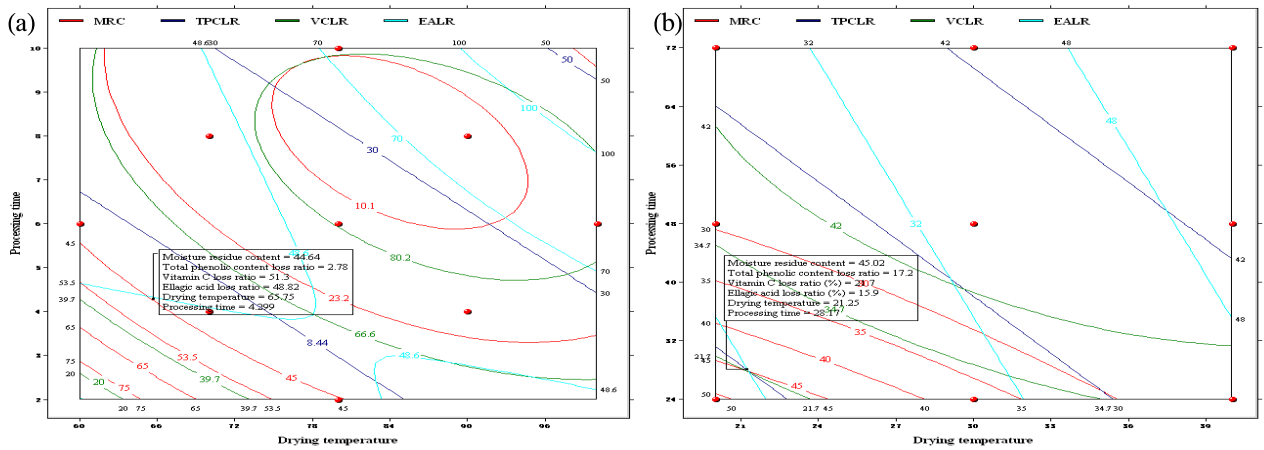 (a)
MRC TPCLR VCLR EALR
48.630 70 100 50
10
50
50
9
100
8
70
30
100
7
10.1
Processing time
6
45
80.2
Moisture residue content = 44.64
Total phenolic content loss ratio = 2.78
Vitamin C loss ratio = 51.3
Ellagic acid loss ratio = 48.82
Drying temperature = 65.75
Processing time = 4.299
5
70
53.5
39.7
23.2
30
4
65
66.6
8.44
3
53.5
48.6
75
65
45
20
20
39.7
75
48.6
2
20 75 65 39.7 53.5 45
60 66 72 78 84 90 96
Drying temperature
(b)
MRC TPCLR VCLR EALR
32 42 48
72
64
42
48
56
Processing time
48
30
32
42
34.7
42
Moisture residue content = 45.02
Total phenolic content loss ratio = 17.2
Vitamin C loss ratio (%) = 21.7
Ellagic acid loss ratio (%) = 15.9
Drying temperature = 21.25
Processing time = 28.17
40
35
34.7
40
35
48
32
21.7
45
40
45
50
24
50 21.7 45 40 35 34.7 30
21 24 27 30 33 36 39
Drying temperature